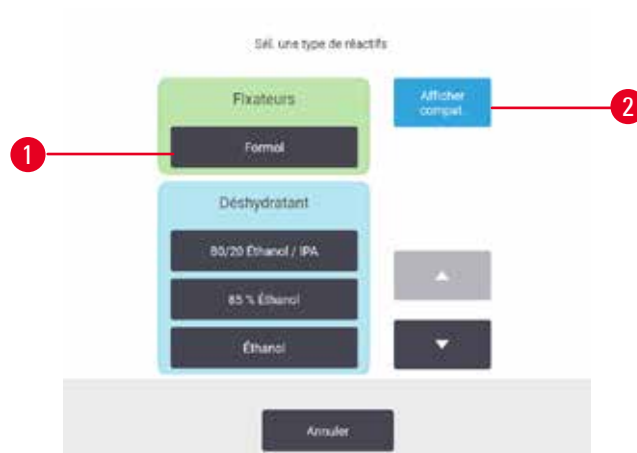 Sél. une type de réactifs
Fixateurs
Afficher
compat.
1
Formol
2
Déshydratant
80/20 Éthanol / IPA
85 % Éthanol
Éthanol
Annuler